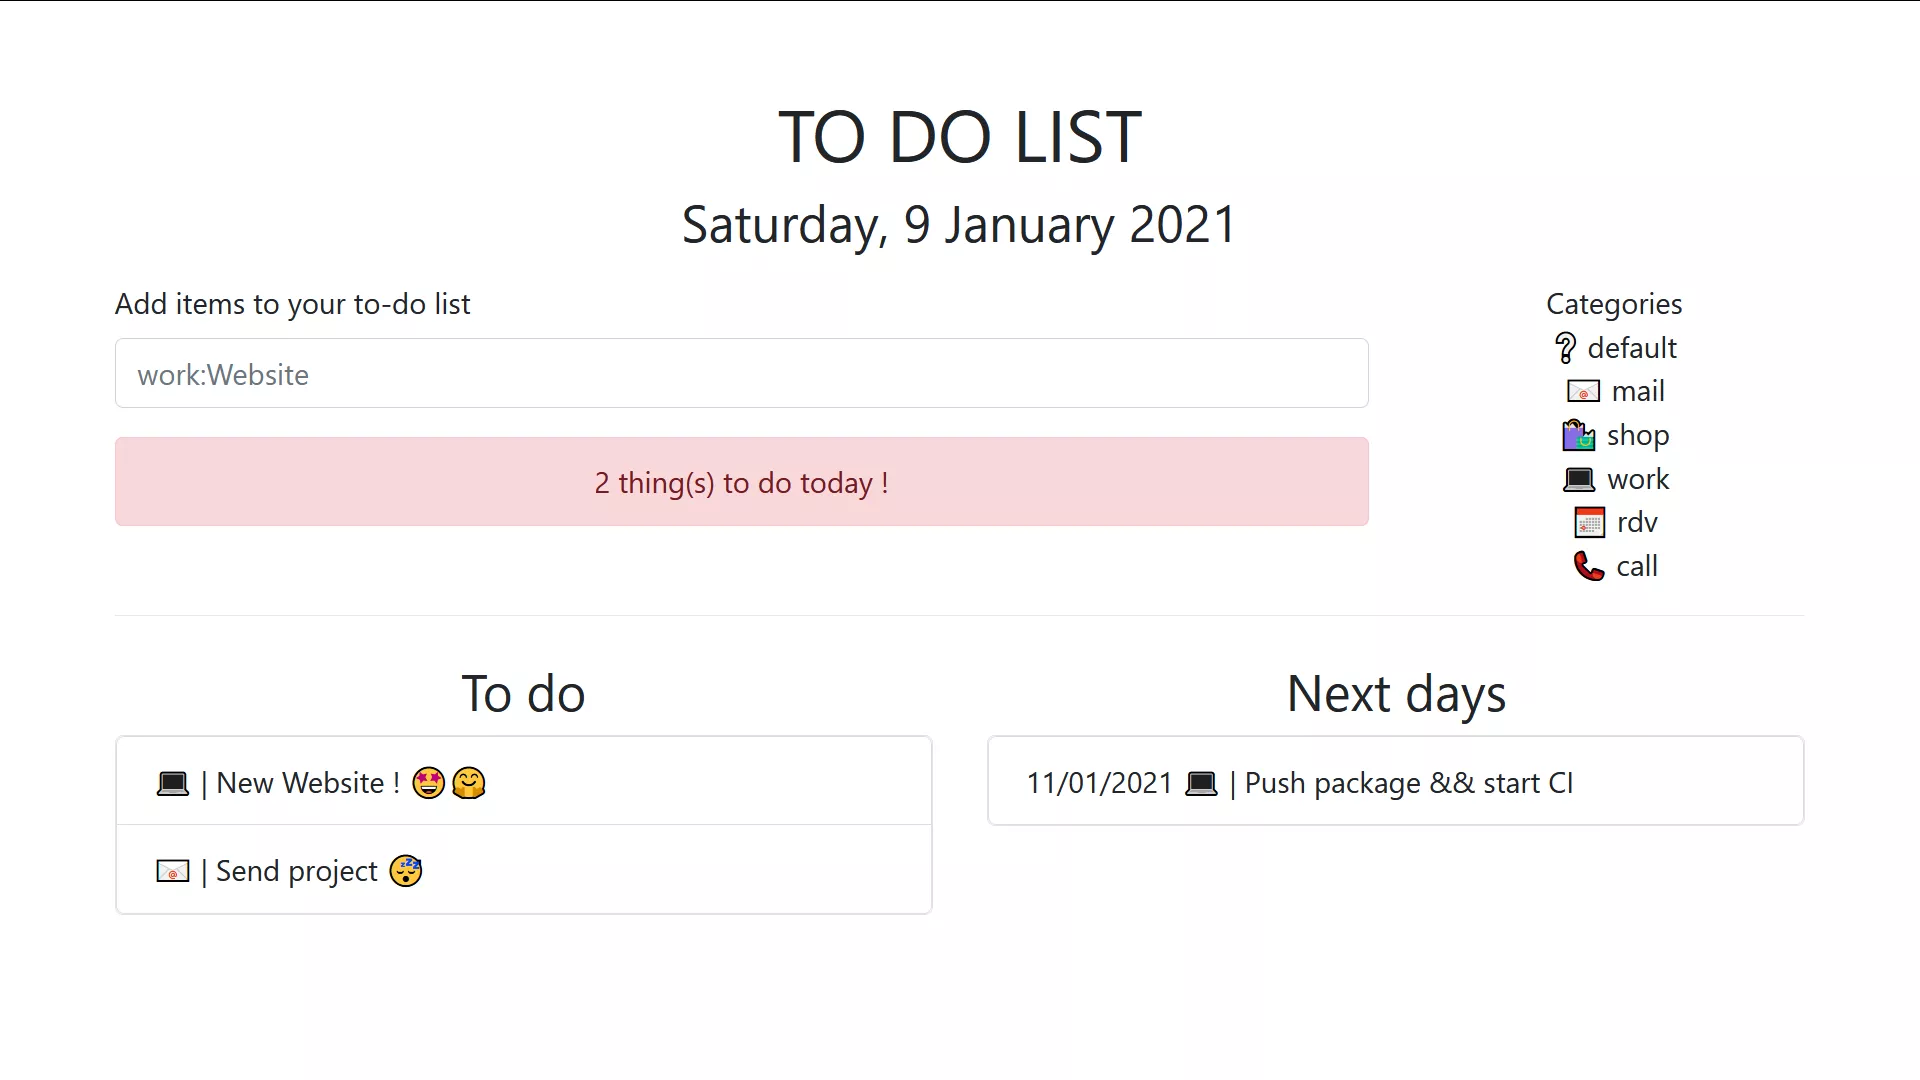 TO DO LIST
Saturday, 9 January 2021
Add items to your to-do list
work:Website
2 thing(s) to do today !
Categories
❔ default
📧 mail
🛍️ shop
💻 work
📅 rdv
📞 call
To do
💻 | New Website ! 🤩🤗
📧 | Send project 😴
Next days
11/01/2021 💻 | Push package && start CI